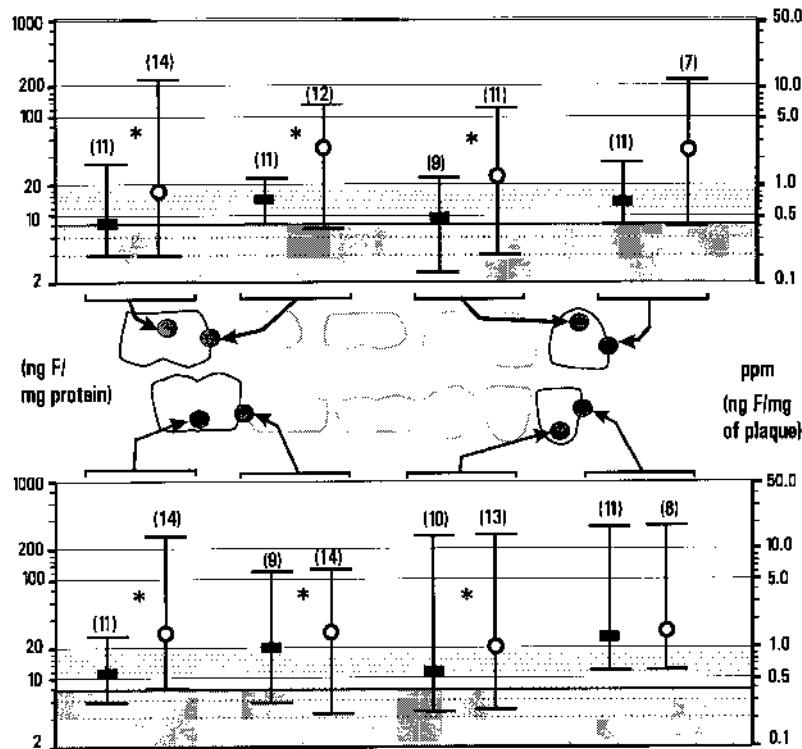 1000 50.0
(14) (7)
200 (12) (11) 10.0
100 * * * 5.0
(11) (11) (9) (11)
20 1.0
10 0.5
2 0.1
(ng F/
mg protein)
ppm
(ng F/mg
of plaque)
1000 50.0
(14) (10) (13) (11) (8)
200 (9) (14) 10.0
100 * * * 5.0
(11)
20 1.0
10 0.5
2 0.1